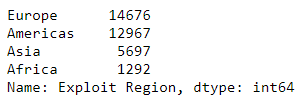 Europe      14676
Americas    12967
Asia         5697
Africa       1292
Name: Exploit Region, dtype: int64